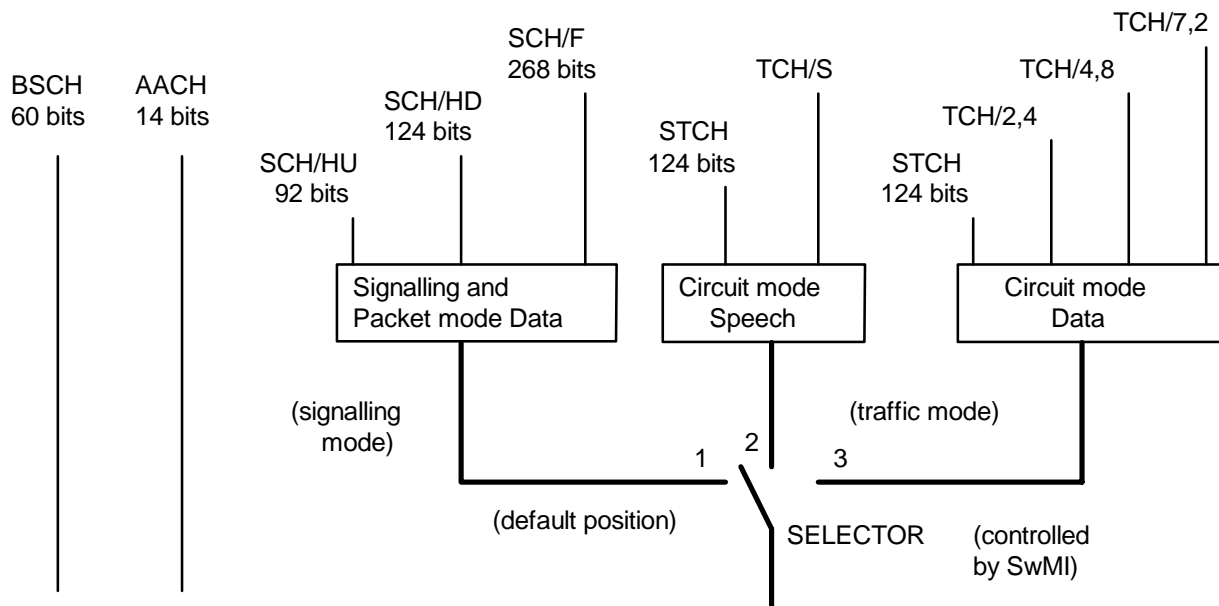 BSCH
60 bits
AACH
14 bits
SCH/HU
92 bits
SCH/HD
124 bits
SCH/F
268 bits
STCH
124 bits
TCH/S
STCH
124 bits
TCH/2,4
TCH/4,8
TCH/7,2
Signalling and
Packet mode Data
Circuit mode
Speech
Circuit mode
Data
(signalling
mode)
(traffic mode)
1
2
3
(default position)
SELECTOR
(controlled
by SwMI)